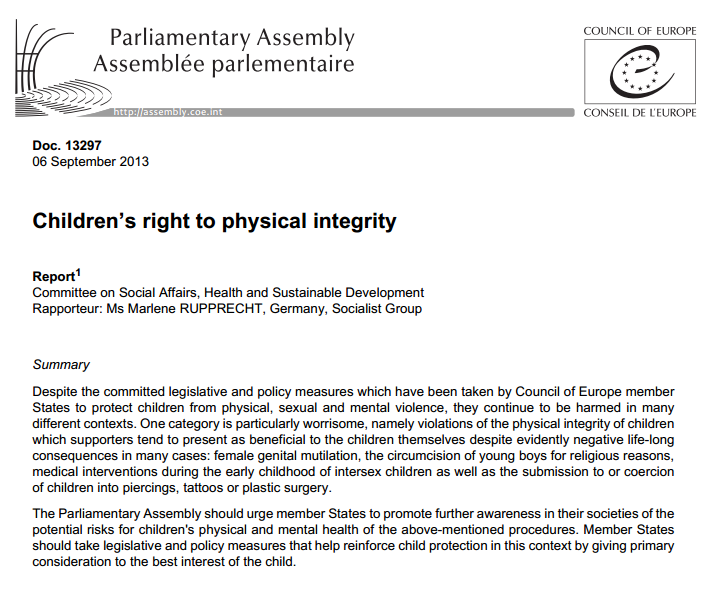 Parliamentary Assembly
Assemblée parlementaire
http://assembly.coe.int
COUNCIL OF EUROPE
CONSEIL DE L'EUROPE
Doc. 13297
06 September 2013
Children's right to physical integrity
Report1
Committee on Social Affairs, Health and Sustainable Development
Rapporteur: Ms Marlene RUPPRECHT, Germany, Socialist Group
Summary
Despite the committed legislative and policy measures which have been taken by Council of Europe member
States to protect children from physical, sexual and mental violence, they continue to be harmed in many
different contexts. One category is particularly worrisome, namely violations of the physical integrity of children
which supporters tend to present as beneficial to the children themselves despite evidently negative life-long
consequences in many cases: female genital mutilation, the circumcision of young boys for religious reasons,
medical interventions during the early childhood of intersex children as well as the submission to or coercion
of children into piercings, tattoos or plastic surgery.
The Parliamentary Assembly should urge member States to promote further awareness in their societies of the
potential risks for children's physical and mental health of the above-mentioned procedures. Member States
should take legislative and policy measures that help reinforce child protection in this context by giving primary
consideration to the best interest of the child.